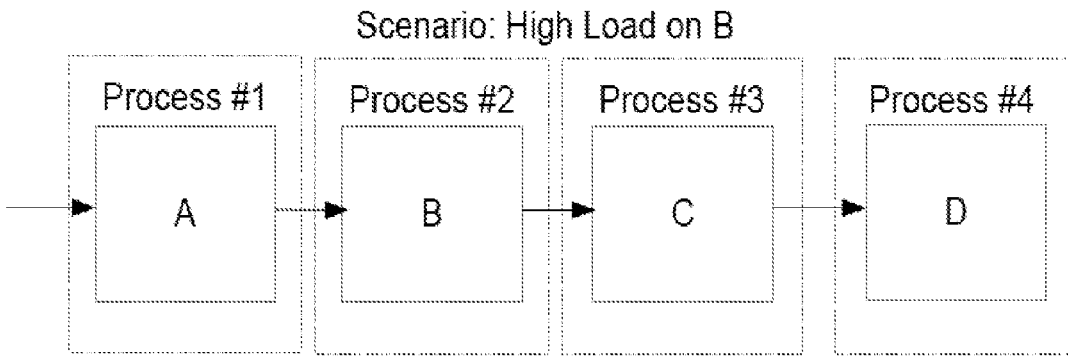 Scenario: High Load on B
Process #1
Process #2
Process #3
Process #4
A
B
C
D